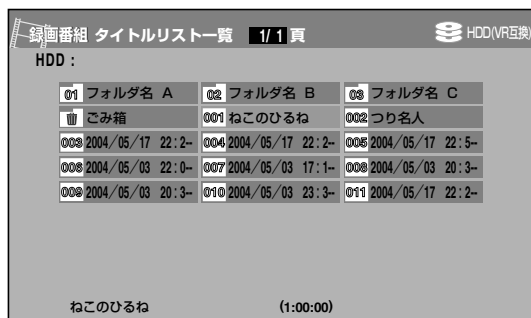 録画番組 タイトルリスト一覧 1/ 1 頁 HDD(VR互換)
HDD :
01 フォルダ名 A 02 フォルダ名 B 03 フォルダ名 C
ごみ箱 001 ねこのひるね 002 つり名人
003 2004/05/17 22:2-- 004 2004/05/17 22:2-- 005 2004/05/17 22:5--
006 2004/05/03 22:0-- 007 2004/05/03 17:1-- 008 2004/05/03 20:3--
009 2004/05/03 20:3-- 010 2004/05/03 23:3-- 011 2004/05/17 22:2--
ねこのひるね (1:00:00)